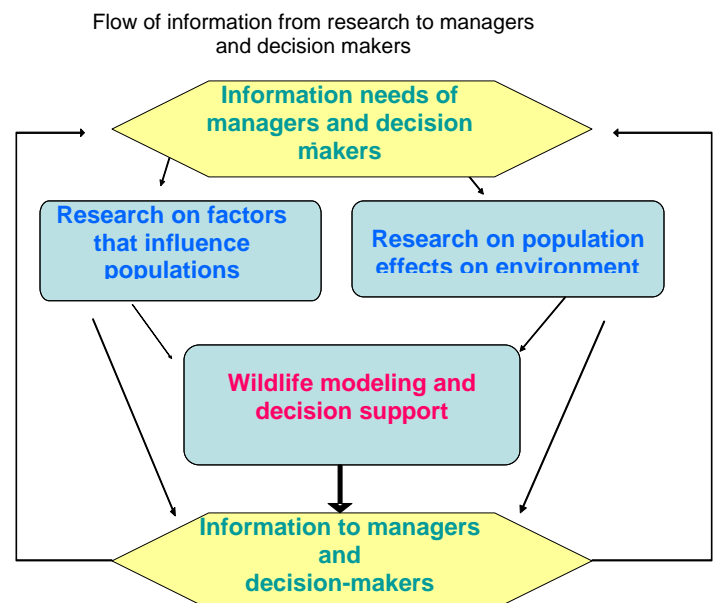 Flow of information from research to managers
and decision makers
Information needs of
managers and decision
makers
Research on factors
that influence
populations
Research on population
effects on environment
Wildlife modeling and
decision support
Information to managers
and
decision-makers